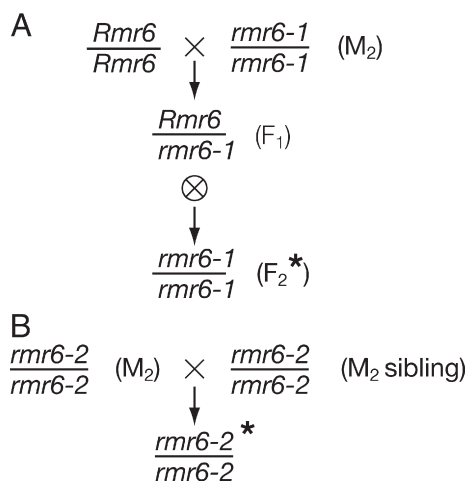 A
Rmr6 × rmr6-1 (M₂)
Rmr6 rmr6-1
Rmr6 (F₁)
rmr6-1
⊗
rmr6-1 (F₂*)
rmr6-1
B
rmr6-2 (M₂) × rmr6-2 (M₂ sibling)
rmr6-2 rmr6-2
rmr6-2 *
rmr6-2